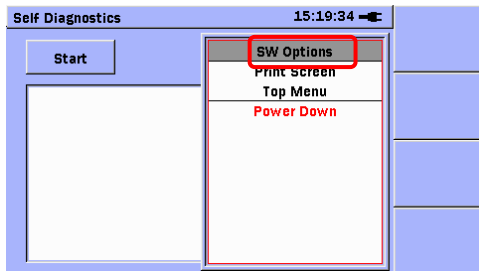 Self Diagnostics 15:19:34
Start
SW Options
Print Screen
Top Menu
Power Down